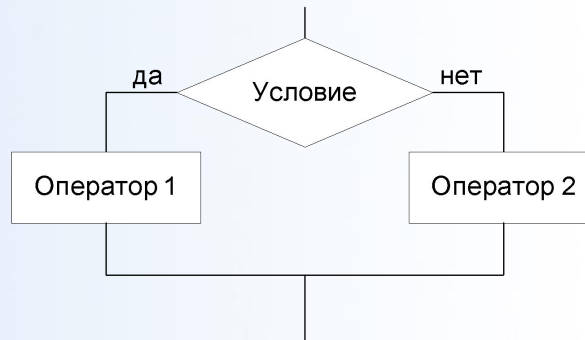 да
Условие
нет
Оператор 1
Оператор 2